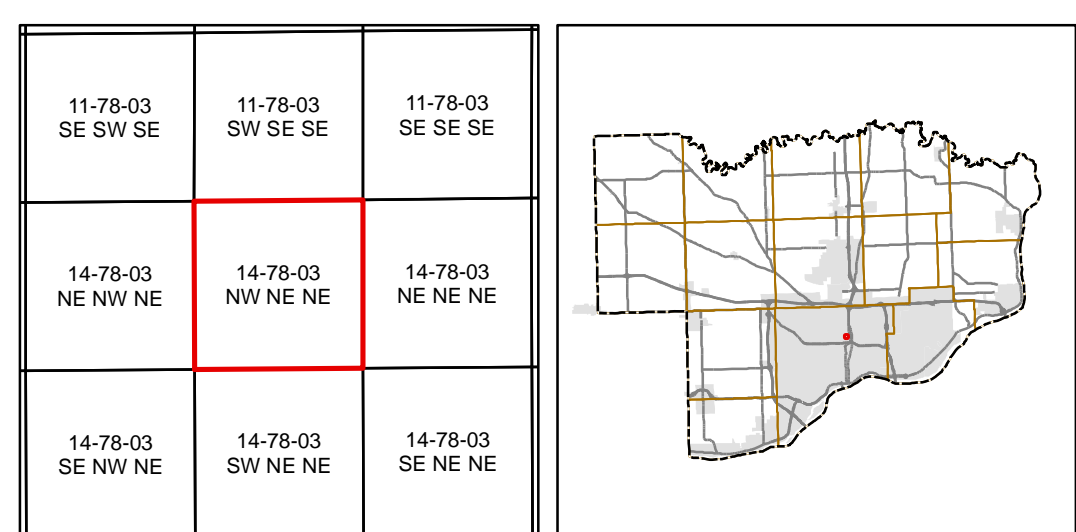 11-78-03
SE SW SE
11-78-03
SW SE SE
11-78-03
SE SE SE
14-78-03
NE NW NE
14-78-03
NW NE NE
14-78-03
NE NE NE
14-78-03
SE NW NE
14-78-03
SW NE NE
14-78-03
SE NE NE